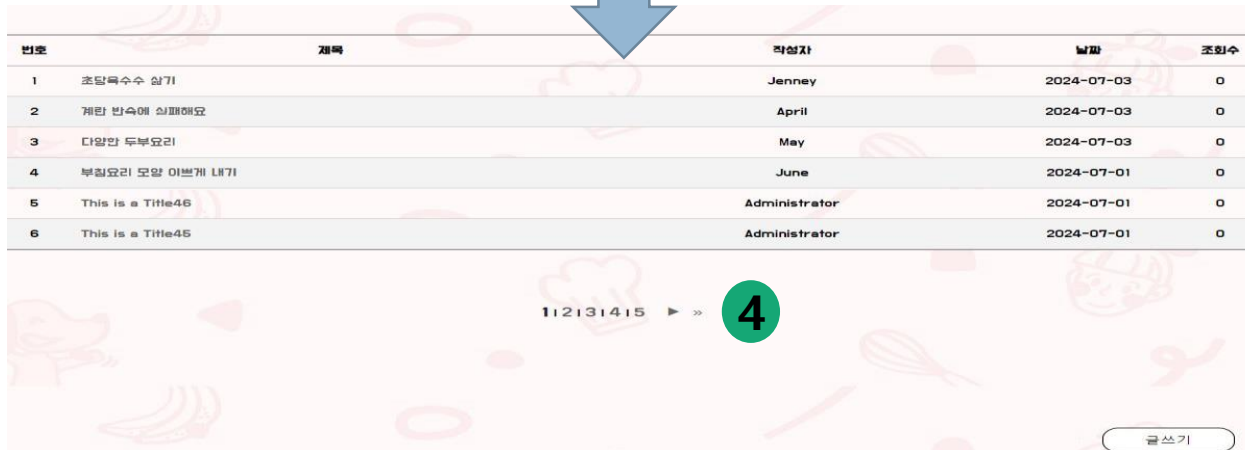 번호 제목 작성자 날짜 조회수
1 초당옥수수 삶기 Jenney 2024-07-03 0
2 계란 반숙에 실패해요 April 2024-07-03 0
3 다양한 두부요리 May 2024-07-03 0
4 부침요리 모양 이쁘게 내기 June 2024-07-01 0
5 This is a Title46 Administrator 2024-07-01 0
6 This is a Title45 Administrator 2024-07-01 0
1|2|3|4|5 ▶ » 4
글쓰기